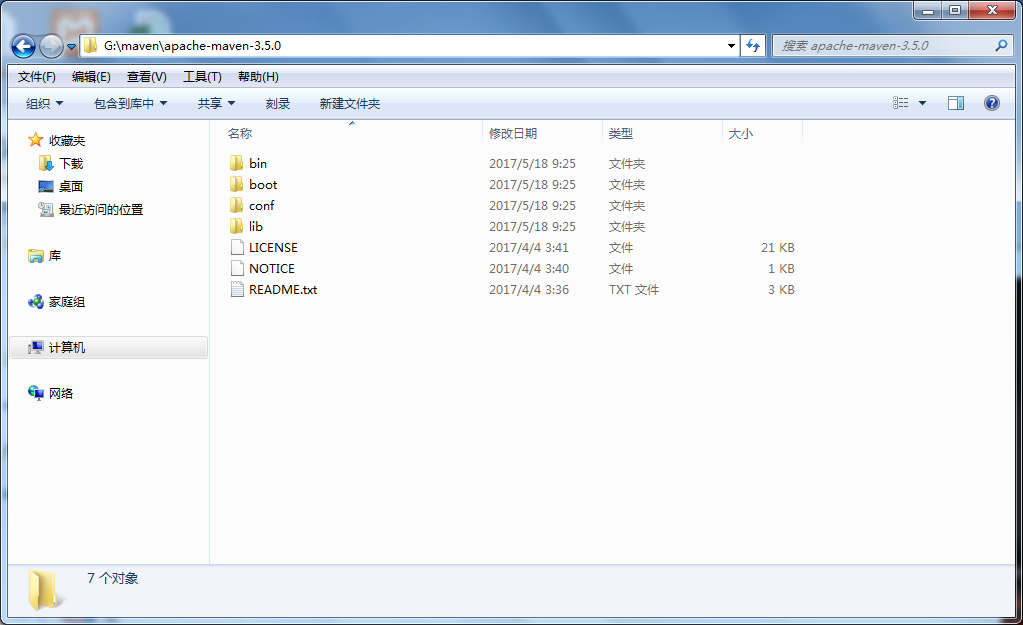 G:\maven\apache-maven-3.5.0
搜索 apache-maven-3.5.0
文件(F) 编辑(E) 查看(V) 工具(T) 帮助(H)
组织 包含到库中 共享 刻录 新建文件夹
收藏夹
下载
桌面
最近访问的位置
库
家庭组
计算机
网络
名称 修改日期 类型 大小
bin 2017/5/18 9:25 文件夹
boot 2017/5/18 9:25 文件夹
conf 2017/5/18 9:25 文件夹
lib 2017/5/18 9:25 文件夹
LICENSE 2017/4/4 3:41 文件 21 KB
NOTICE 2017/4/4 3:40 文件 1 KB
README.txt 2017/4/4 3:36 TXT 文件 3 KB
7 个对象